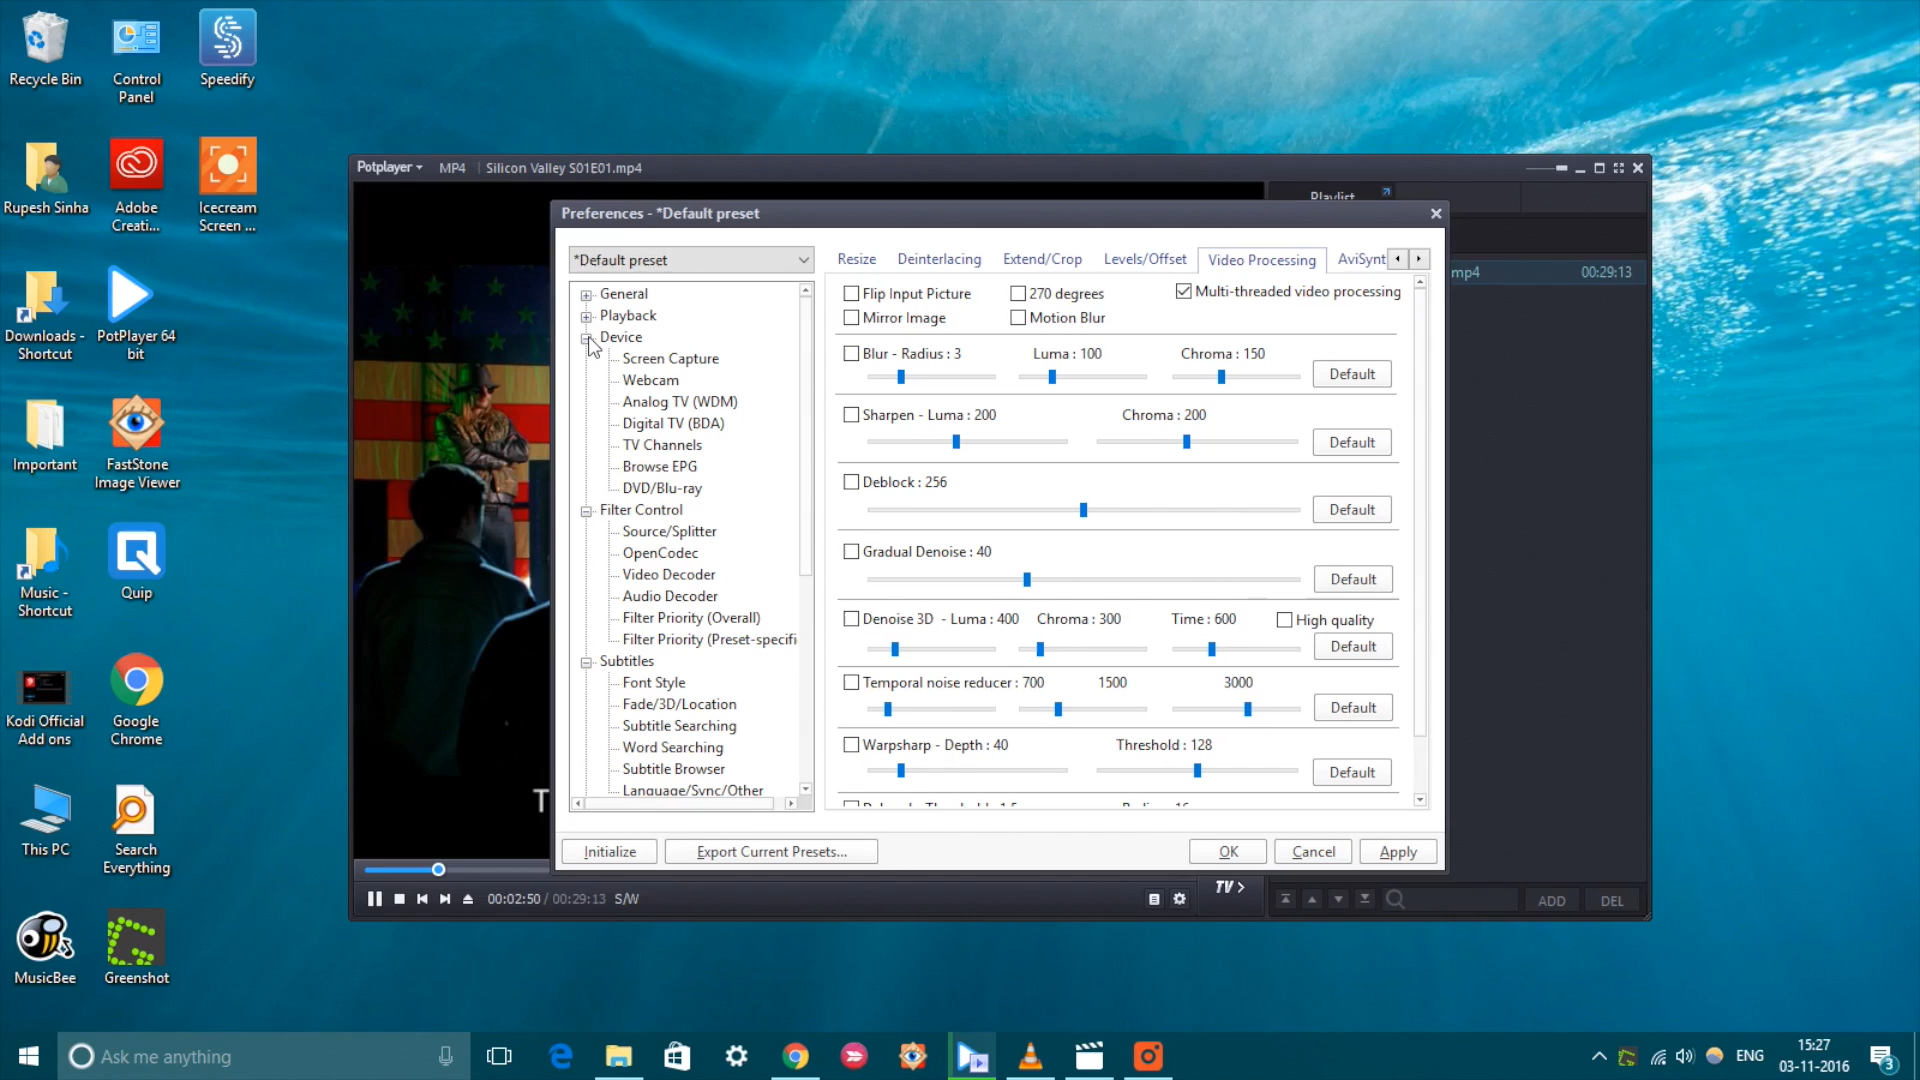 Recycle Bin
Control
Panel
Speedify
Rupesh Sinha
Adobe
Creati...
Icecream
Screen ...
Downloads -
Shortcut
PotPlayer 64
bit
Important
FastStone
Image Viewer
Music -
Shortcut
Quip
Kodi Official
Add ons
Google
Chrome
This PC
Search
Everything
MusicBee
Greenshot
Potplayer MP4 | Silicon Valley S01E01.mp4
Playlist
mp4 00:29:13
Preferences - *Default preset
*Default preset
General
Playback
Device
Screen Capture
Webcam
Analog TV (WDM)
Digital TV (BDA)
TV Channels
Browse EPG
DVD/Blu-ray
Filter Control
Source/Splitter
OpenCodec
Video Decoder
Audio Decoder
Filter Priority (Overall)
Filter Priority (Preset-specifi
Subtitles
Font Style
Fade/3D/Location
Subtitle Searching
Word Searching
Subtitle Browser
Language/Sync/Other
Resize Deinterlacing Extend/Crop Levels/Offset Video Processing AviSynt
Flip Input Picture 270 degrees Multi-threaded video processing
Mirror Image Motion Blur
Blur - Radius : 3 Luma : 100 Chroma : 150
Default
Sharpen - Luma : 200 Chroma : 200
Default
Deblock : 256
Default
Gradual Denoise : 40
Default
Denoise 3D - Luma : 400 Chroma : 300 Time : 600 High quality
Default
Temporal noise reducer : 700 1500 3000
Default
Warpsharp - Depth : 40 Threshold : 128
Default
Initialize Export Current Presets... OK Cancel Apply
T
00:02:50 / 00:29:13 S/W
TV >
ADD DEL
Ask me anything
ENG
15:27
03-11-2016
3